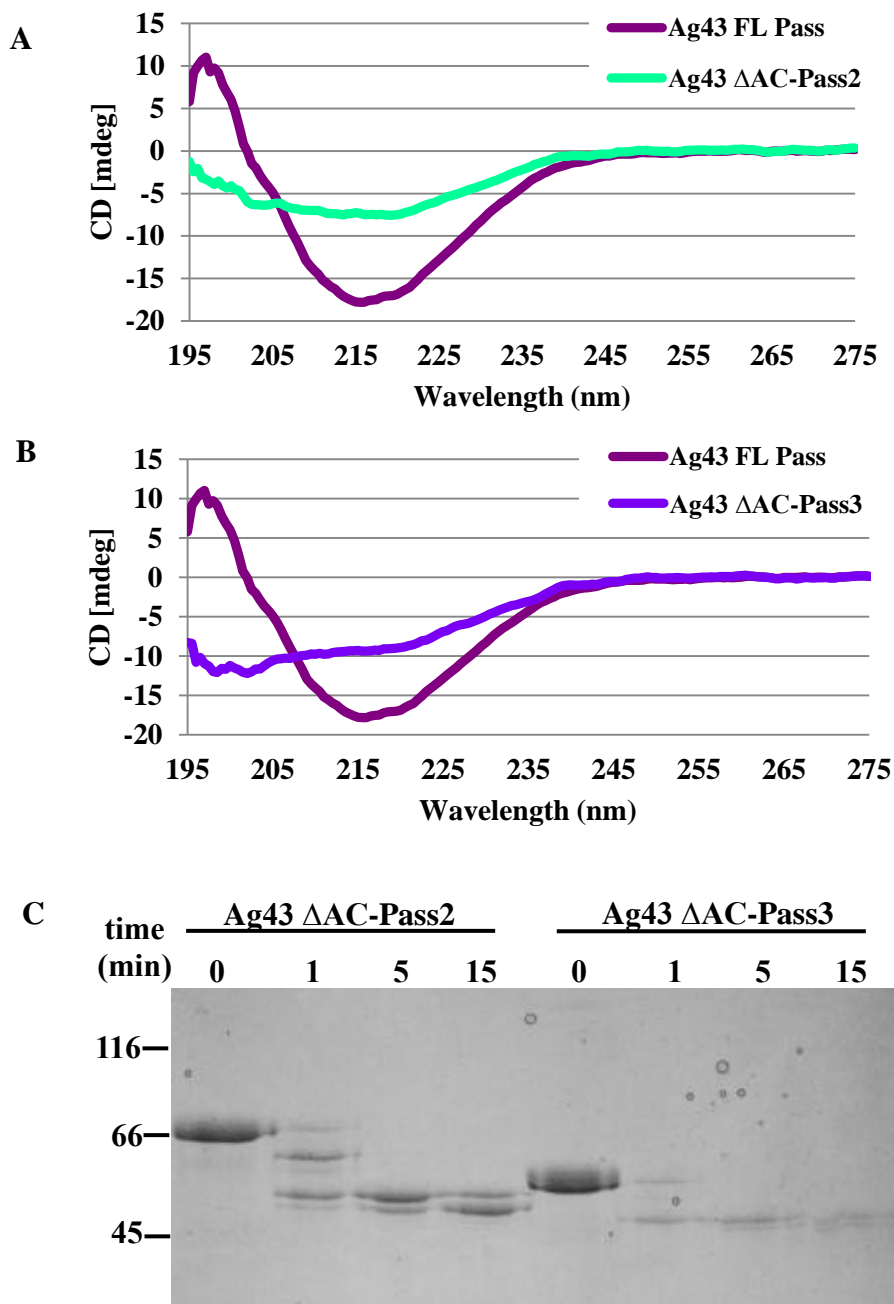 A
15
10
5
0
-5
-10
-15
-20
CD [mdeg]
Ag43 FL Pass
Ag43 ΔAC-Pass2
195 205 215 225 235 245 255 265 275
Wavelength (nm)
B
15
10
5
0
-5
-10
-15
-20
CD [mdeg]
Ag43 FL Pass
Ag43 ΔAC-Pass3
195 205 215 225 235 245 255 265 275
Wavelength (nm)
C
time
(min)
Ag43 ΔAC-Pass2 Ag43 ΔAC-Pass3
0 1 5 15 0 1 5 15
116
66
45